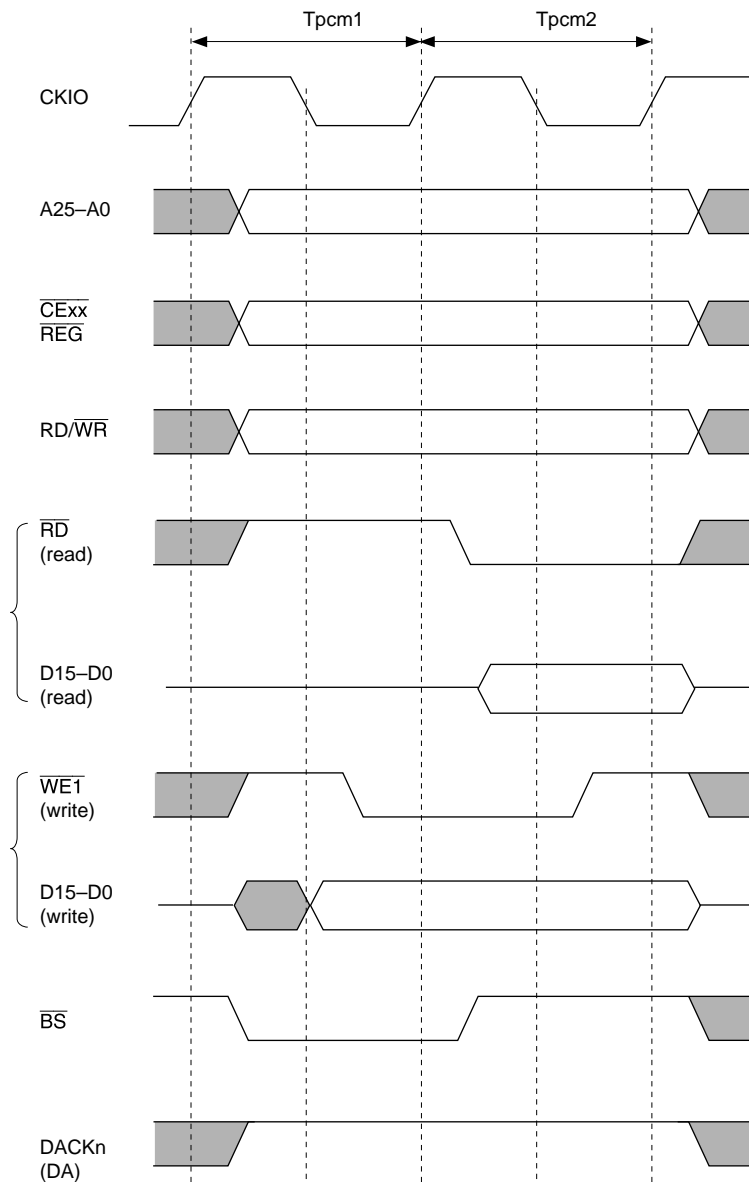 Tpcm1 Tpcm2
CKIO
A25–A0
CExx
REG
RD/WR
RD
(read)
D15–D0
(read)
WE1
(write)
D15–D0
(write)
BS
DACKn
(DA)